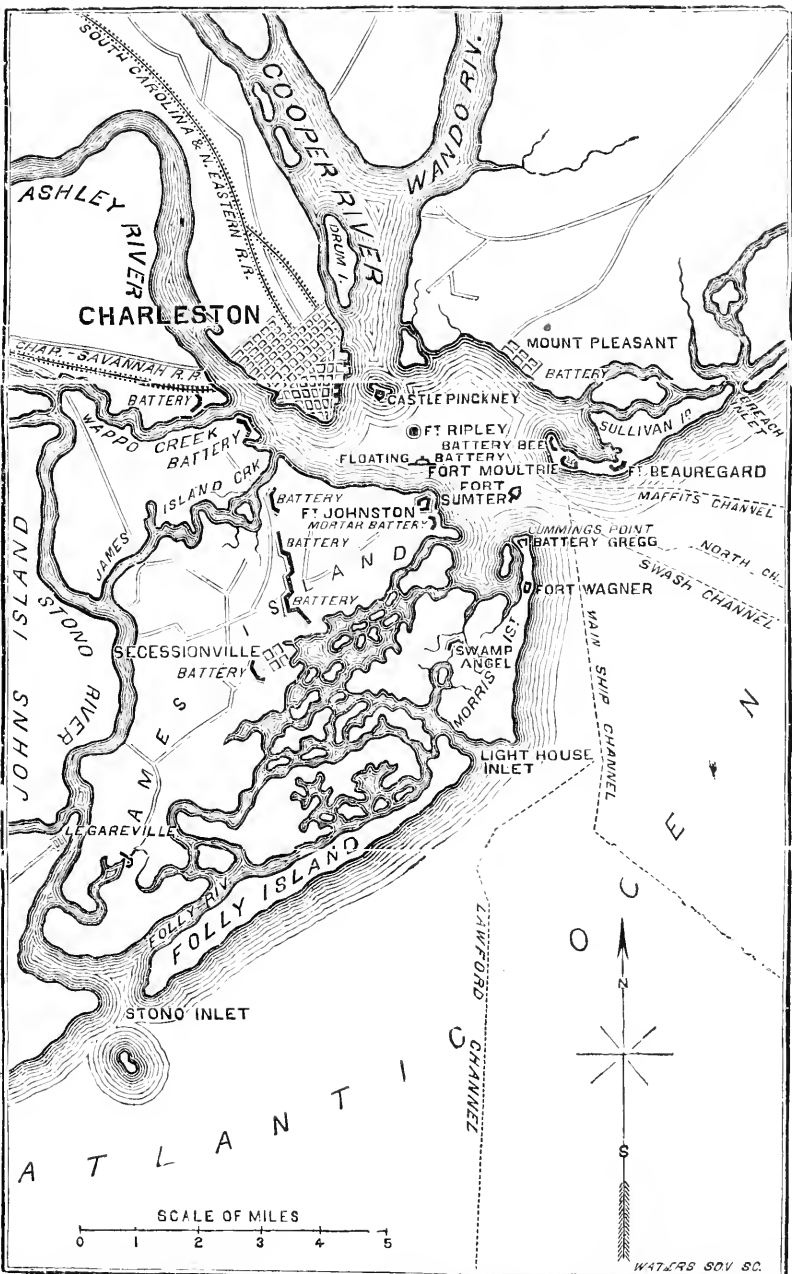 SOUTH CAROLINA & N. EASTERN R.R.
COOPER RIVER
WANDO RIV.
ASHLEY RIVER
DRUM I.
CHARLESTON
CHAR. - SAVANNAH R.R.
MOUNT PLEASANT
BATTERY
BATTERY
CASTLE PINCKNEY
BREACH INLET
WAPPO CREEK
BATTERY
FT. RIPLEY
SULLIVAN ID.
BATTERY BEE
FLOATING BATTERY
FORT MOULTRIE
FT. BEAUREGARD
FORT SUMTER
JAMES ISLAND CRK
BATTERY
FT. JOHNSTON
MORTAR BATTERY
MAFFITS CHANNEL
CUMMINGS POINT
BATTERY GREGG
BATTERY
NORTH CH.
SWASH CHANNEL
JOHNS ISLAND
STONO RIVER
BATTERY
FORT WAGNER
JAMES ISLAND
SECESSIONVILLE
BATTERY
SWAMP ANGEL
MORRIS IST
MAIN SHIP CHANNEL
LIGHT HOUSE INLET
LEGAREVILLE
FOLLY RIV.
FOLLY ISLAND
LAWFORD CHANNEL
STONO INLET
ATLANTIC OCEAN
N
S
SCALE OF MILES
0 1 2 3 4 5
WATERS SOV SC.